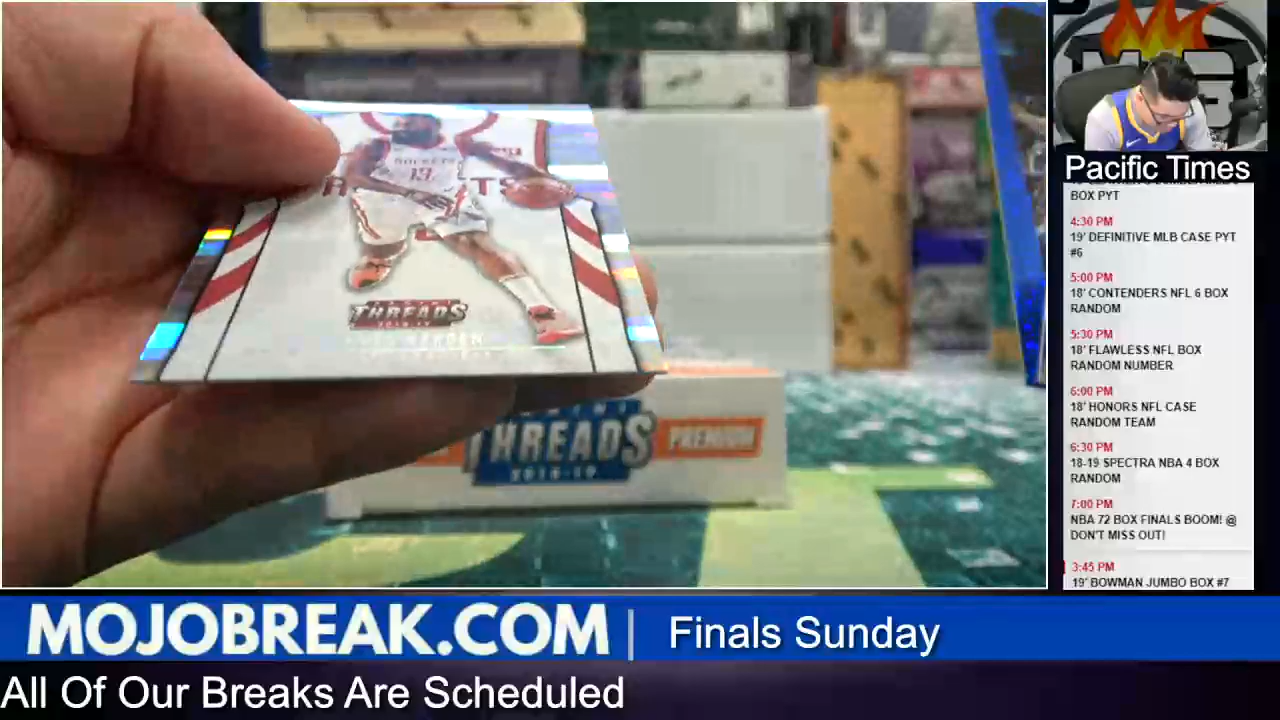 ROCKETS
13
THREADS
2018-19
HARDEN
PANINI
THREADS
2018-19
PREMIUM
Pacific Times
BOX PYT
4:30 PM
19' DEFINITIVE MLB CASE PYT
#6
5:00 PM
18' CONTENDERS NFL 6 BOX
RANDOM
5:30 PM
18' FLAWLESS NFL BOX
RANDOM NUMBER
6:00 PM
18' HONORS NFL CASE
RANDOM TEAM
6:30 PM
18-19 SPECTRA NBA 4 BOX
RANDOM
7:00 PM
NBA 72 BOX FINALS BOOM! @
DON'T MISS OUT!
3:45 PM
19' BOWMAN JUMBO BOX #7
MOJOBREAK.COM | Finals Sunday
All Of Our Breaks Are Scheduled